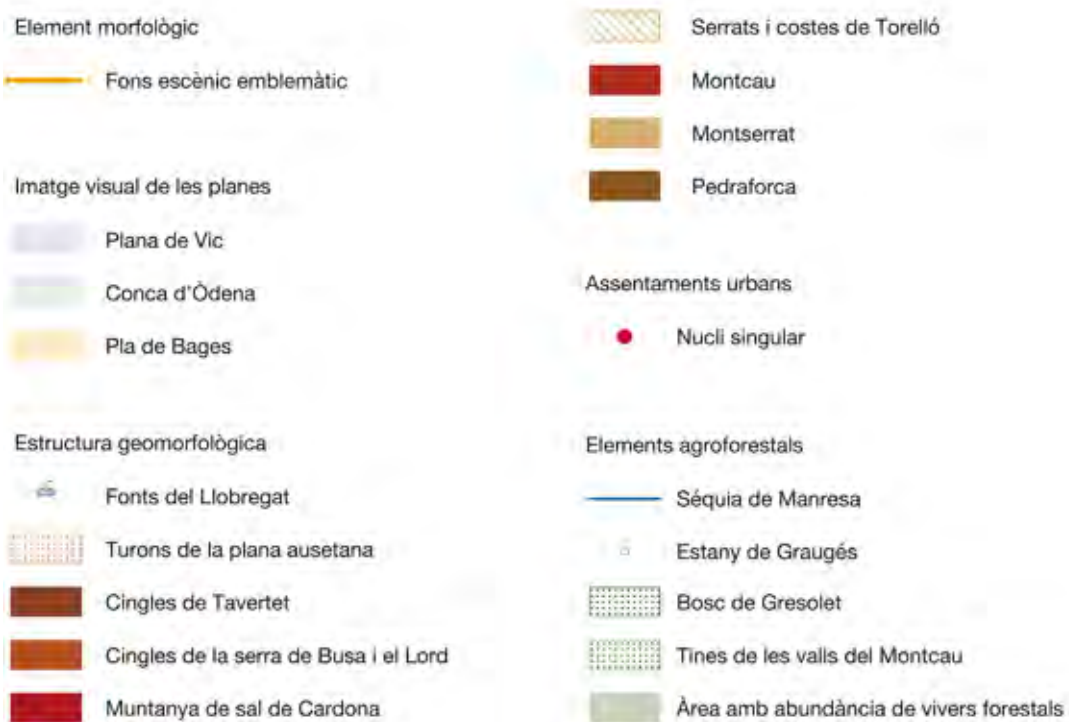 Element morfològic
Fons escènic emblemàtic
Imatge visual de les planes
Plana de Vic
Conca d'Òdena
Pla de Bages
Estructura geomorfològica
Fonts del Llobregat
Turons de la plana ausetana
Cingles de Tavertet
Cingles de la serra de Busa i el Lord
Muntanya de sal de Cardona
Serrats i costes de Torelló
Montcau
Montserrat
Pedraforca
Assentaments urbans
Nucli singular
Elements agroforestals
Séquia de Manresa
Estany de Graugés
Bosc de Gresolet
Tines de les valls del Montcau
Àrea amb abundància de vivers forestals